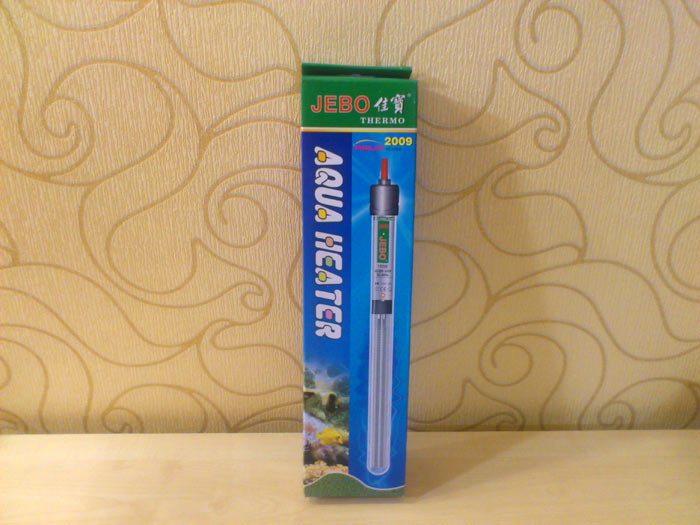 JEBO 佳寶®
THERMO
2009
AQUA HEATER
JEBO